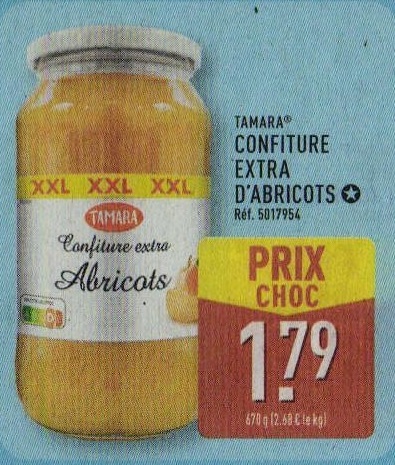 TAMARA®
CONFITURE
EXTRA
D'ABRICOTS
Réf. 5017954
XXL XXL XXL
TAMARA
Confiture extra
Abricots
PRIX
CHOC
1.79
670 g (2.68 € le kg)